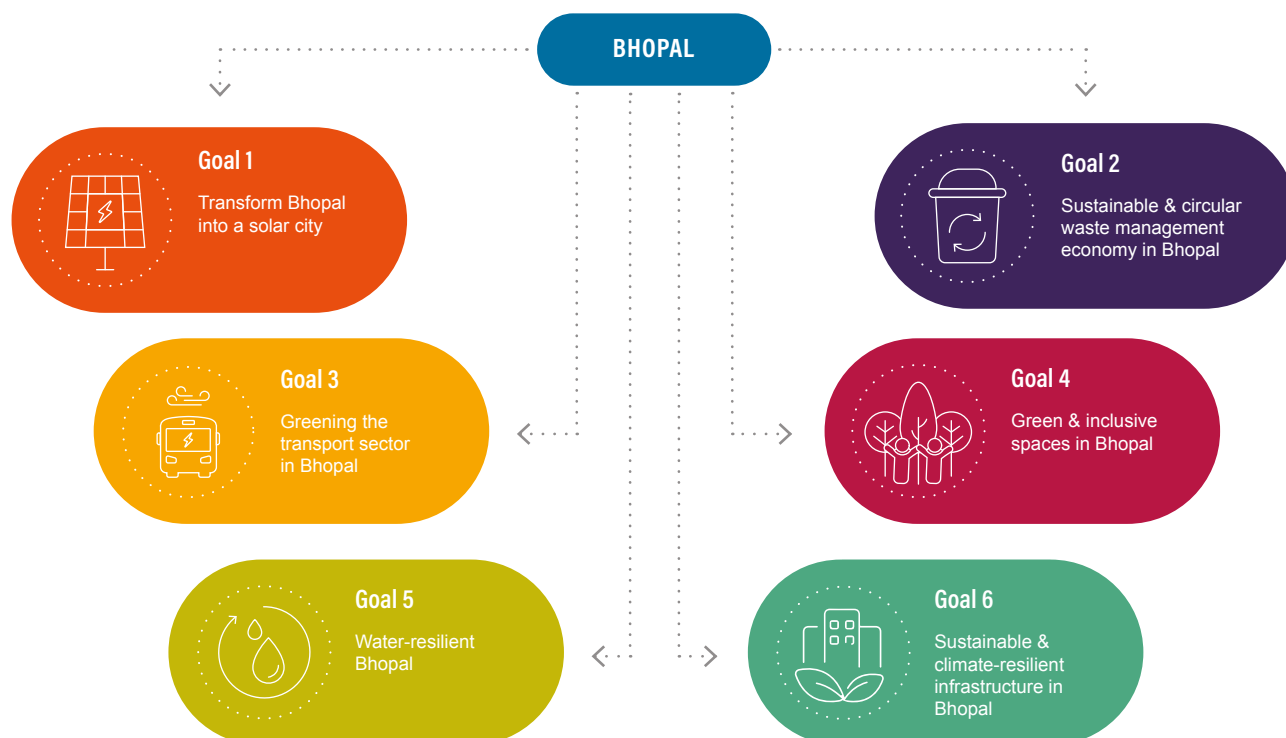 BHOPAL
Goal 1
Transform Bhopal
into a solar city
Goal 2
Sustainable & circular
waste management
economy in Bhopal
Goal 3
Greening the
transport sector
in Bhopal
Goal 4
Green & inclusive
spaces in Bhopal
Goal 5
Water-resilient
Bhopal
Goal 6
Sustainable &
climate-resilient
infrastructure in
Bhopal